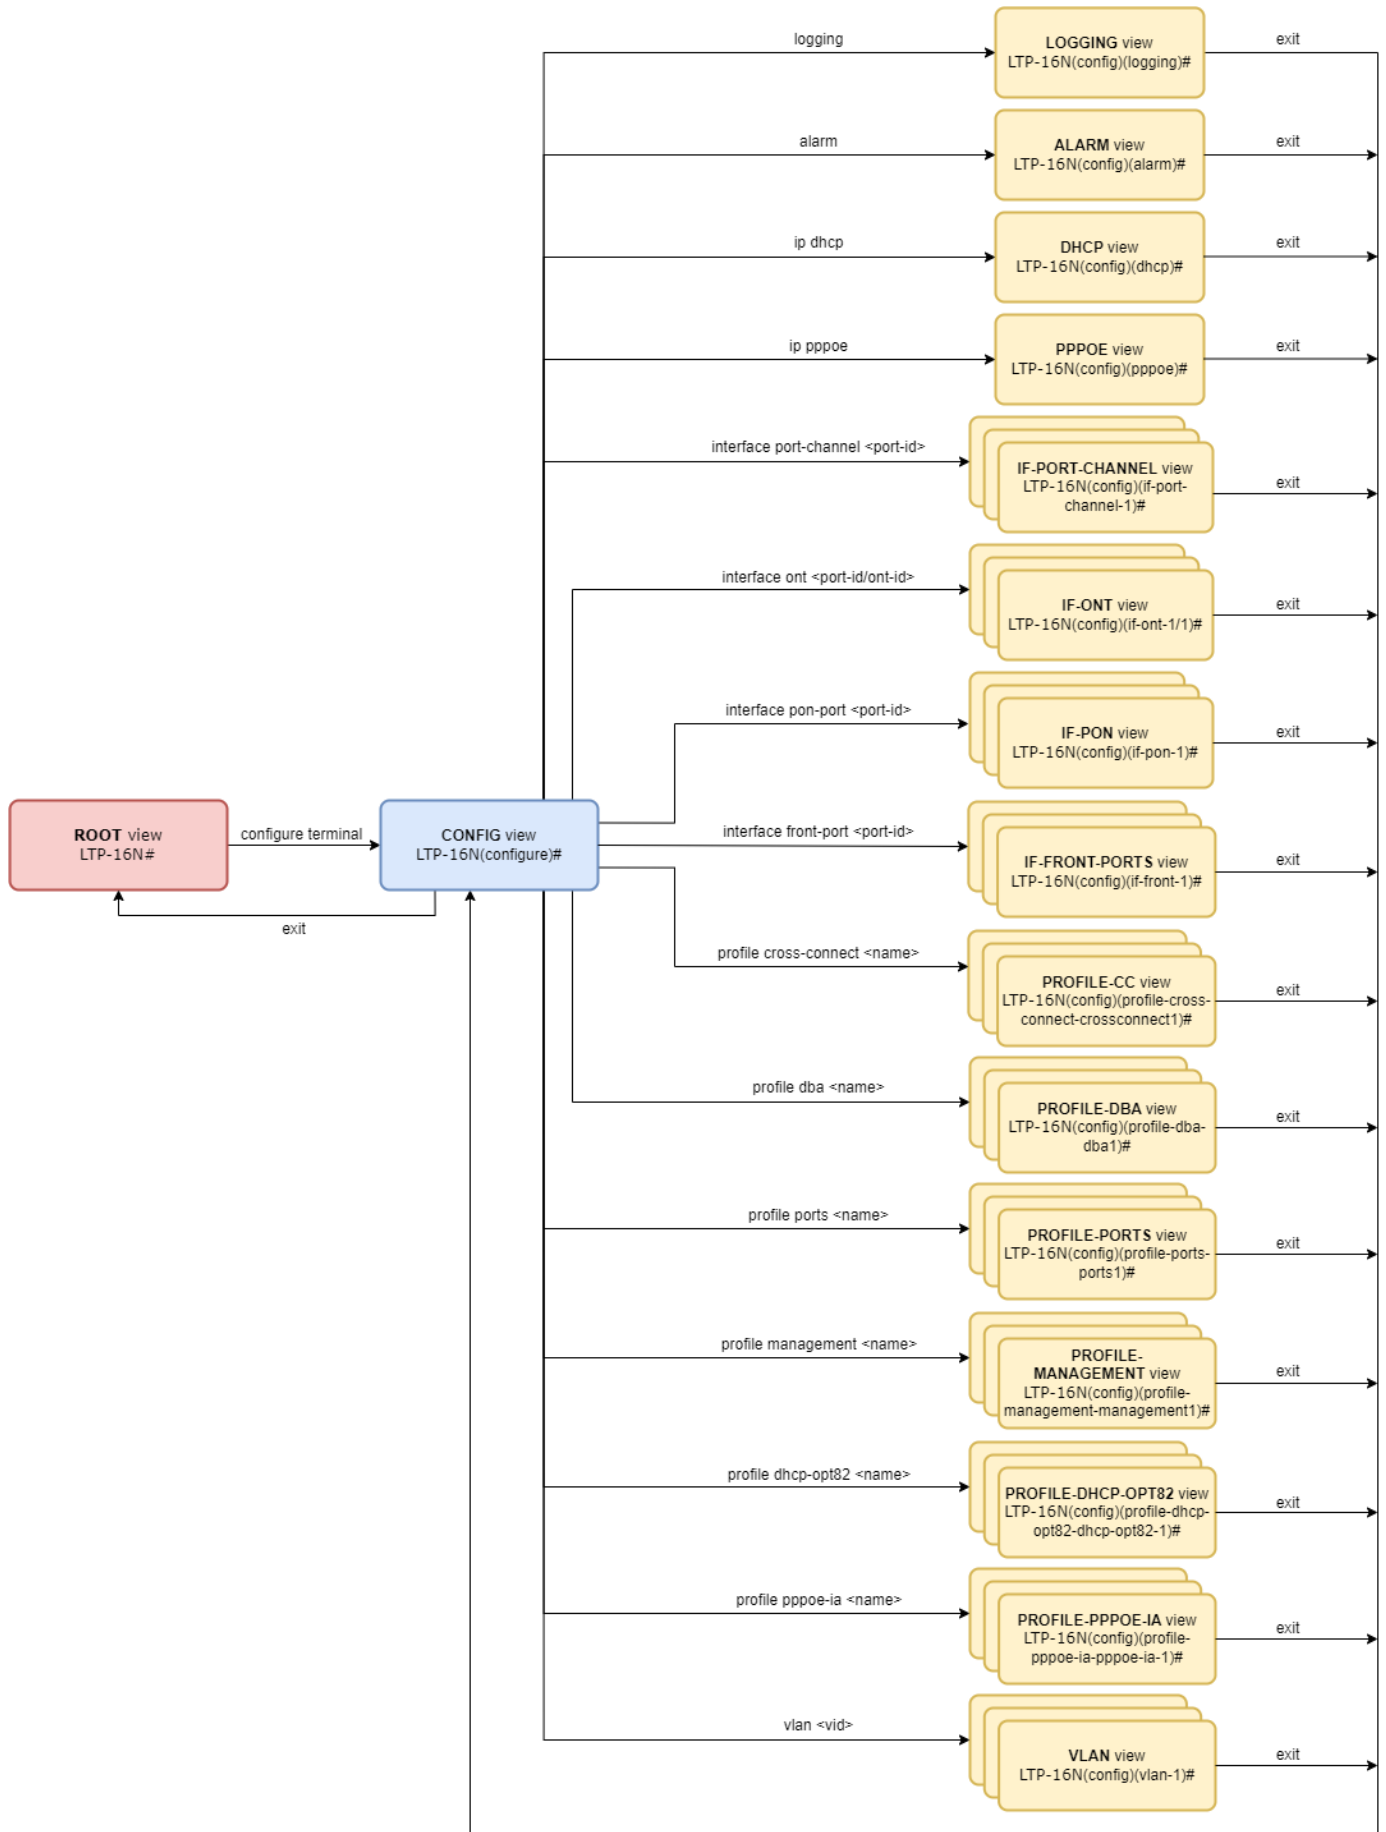 logging
LOGGING view
LTP-16N(config)(logging)#
exit
alarm
ALARM view
LTP-16N(config)(alarm)#
exit
ip dhcp
DHCP view
LTP-16N(config)(dhcp)#
exit
ip pppoe
PPPOE view
LTP-16N(config)(pppoe)#
exit
interface port-channel <port-id>
IF-PORT-CHANNEL view
LTP-16N(config)(if-port-
channel-1)#
exit
interface ont <port-id/ont-id>
IF-ONT view
LTP-16N(config)(if-ont-1/1)#
exit
interface pon-port <port-id>
IF-PON view
LTP-16N(config)(if-pon-1)#
exit
ROOT view
LTP-16N#
configure terminal
CONFIG view
LTP-16N(configure)#
exit
interface front-port <port-id>
IF-FRONT-PORTS view
LTP-16N(config)(if-front-1)#
exit
profile cross-connect <name>
PROFILE-CC view
LTP-16N(config)(profile-cross-
connect-crossconnect1)#
exit
profile dba <name>
PROFILE-DBA view
LTP-16N(config)(profile-dba-
dba1)#
exit
profile ports <name>
PROFILE-PORTS view
LTP-16N(config)(profile-ports-
ports1)#
exit
profile management <name>
PROFILE-
MANAGEMENT view
LTP-16N(config)(profile-
management-management1)#
exit
profile dhcp-opt82 <name>
PROFILE-DHCP-OPT82 view
LTP-16N(config)(profile-dhcp-
opt82-dhcp-opt82-1)#
exit
profile pppoe-ia <name>
PROFILE-PPPOE-IA view
LTP-16N(config)(profile-
pppoe-ia-pppoe-ia-1)#
exit
vlan <vid>
VLAN view
LTP-16N(config)(vlan-1)#
exit